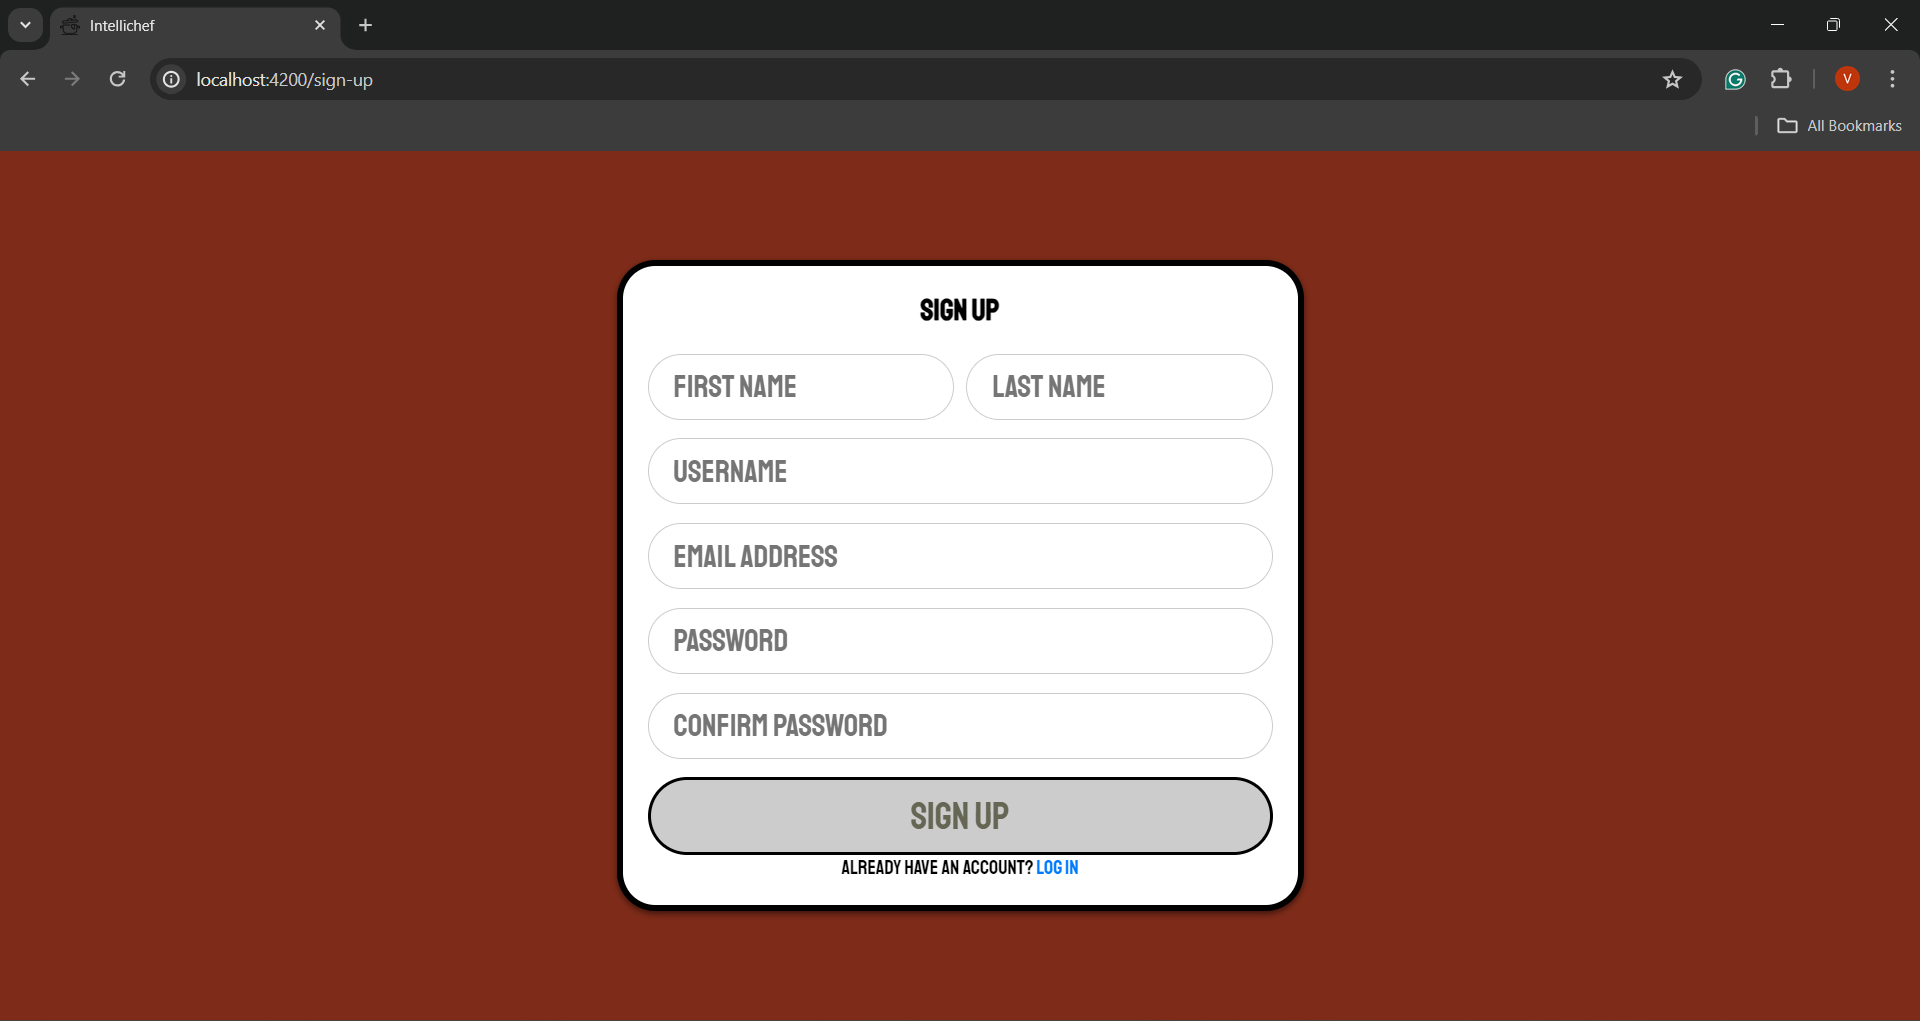 Intellichef
localhost:4200/sign-up
V
All Bookmarks
SIGN UP
FIRST NAME
LAST NAME
USERNAME
EMAIL ADDRESS
PASSWORD
CONFIRM PASSWORD
SIGN UP
ALREADY HAVE AN ACCOUNT? LOG IN